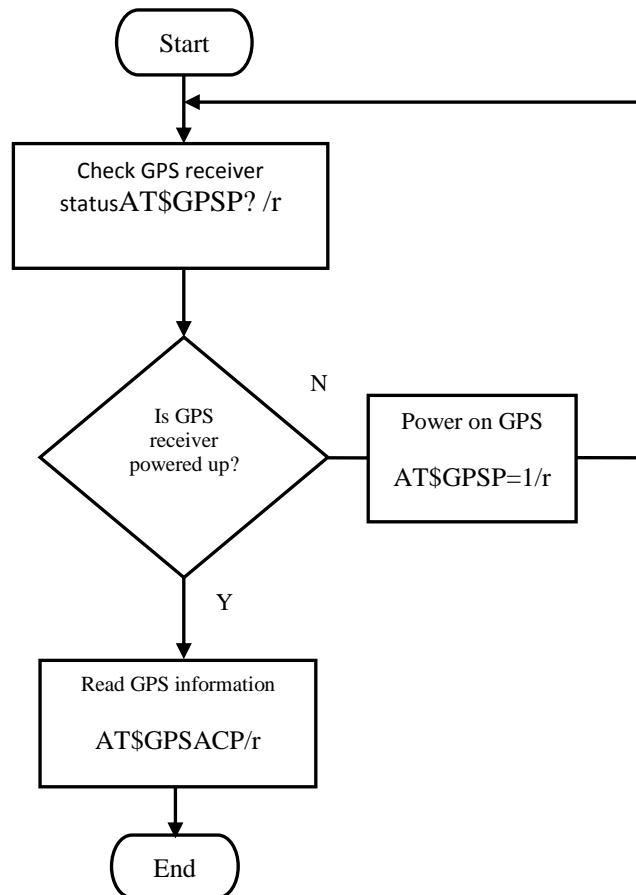 Start
Check GPS receiver
statusAT$GPSP? /r
Is GPS
receiver
powered up?
N
Power on GPS
AT$GPSP=1/r
Y
Read GPS information
AT$GPSACP/r
End